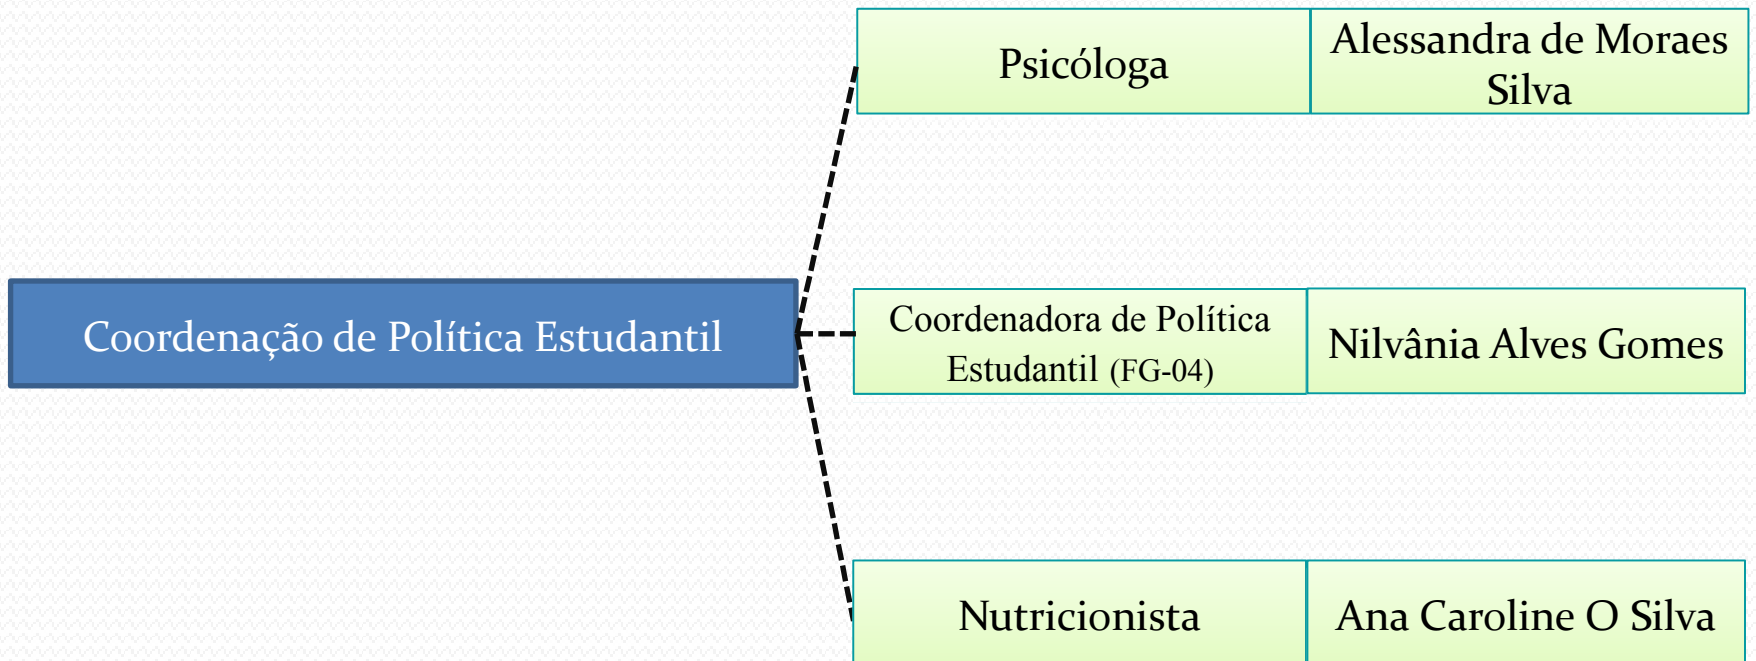 Psicóloga
Alessandra de Moraes
Silva
Coordenação de Política Estudantil
Coordenadora de Política
Estudantil (FG-04)
Nilvânia Alves Gomes
Nutricionista
Ana Caroline O Silva